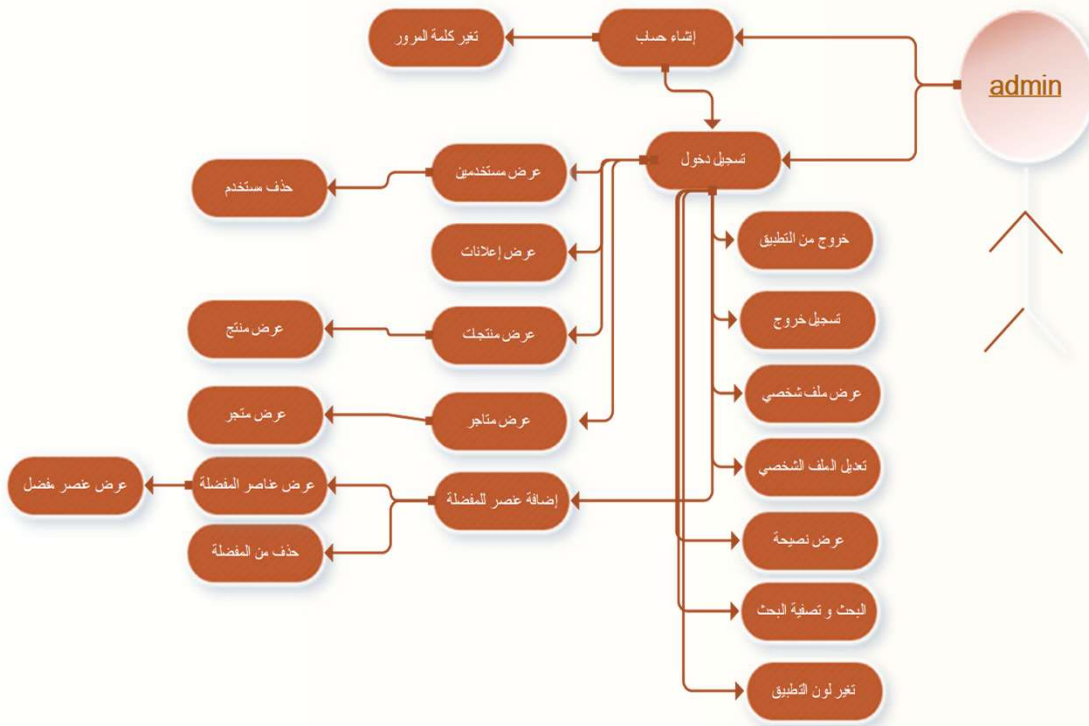 admin
إنشاء حساب
تغير كلمة المرور
تسجيل دخول
عرض مستخدمين
حذف مستخدم
خروج من التطبيق
عرض إعلانات
تسجيل خروج
عرض منتجات
عرض منتج
عرض ملف شخصي
عرض متاجر
عرض متجر
تعديل الملف الشخصي
إضافة عنصر للمفضلة
عرض عناصر المفضلة
عرض عنصر مفضل
عرض نصيحة
حذف من المفضلة
البحث و تصفية البحث
تغير لون التطبيق